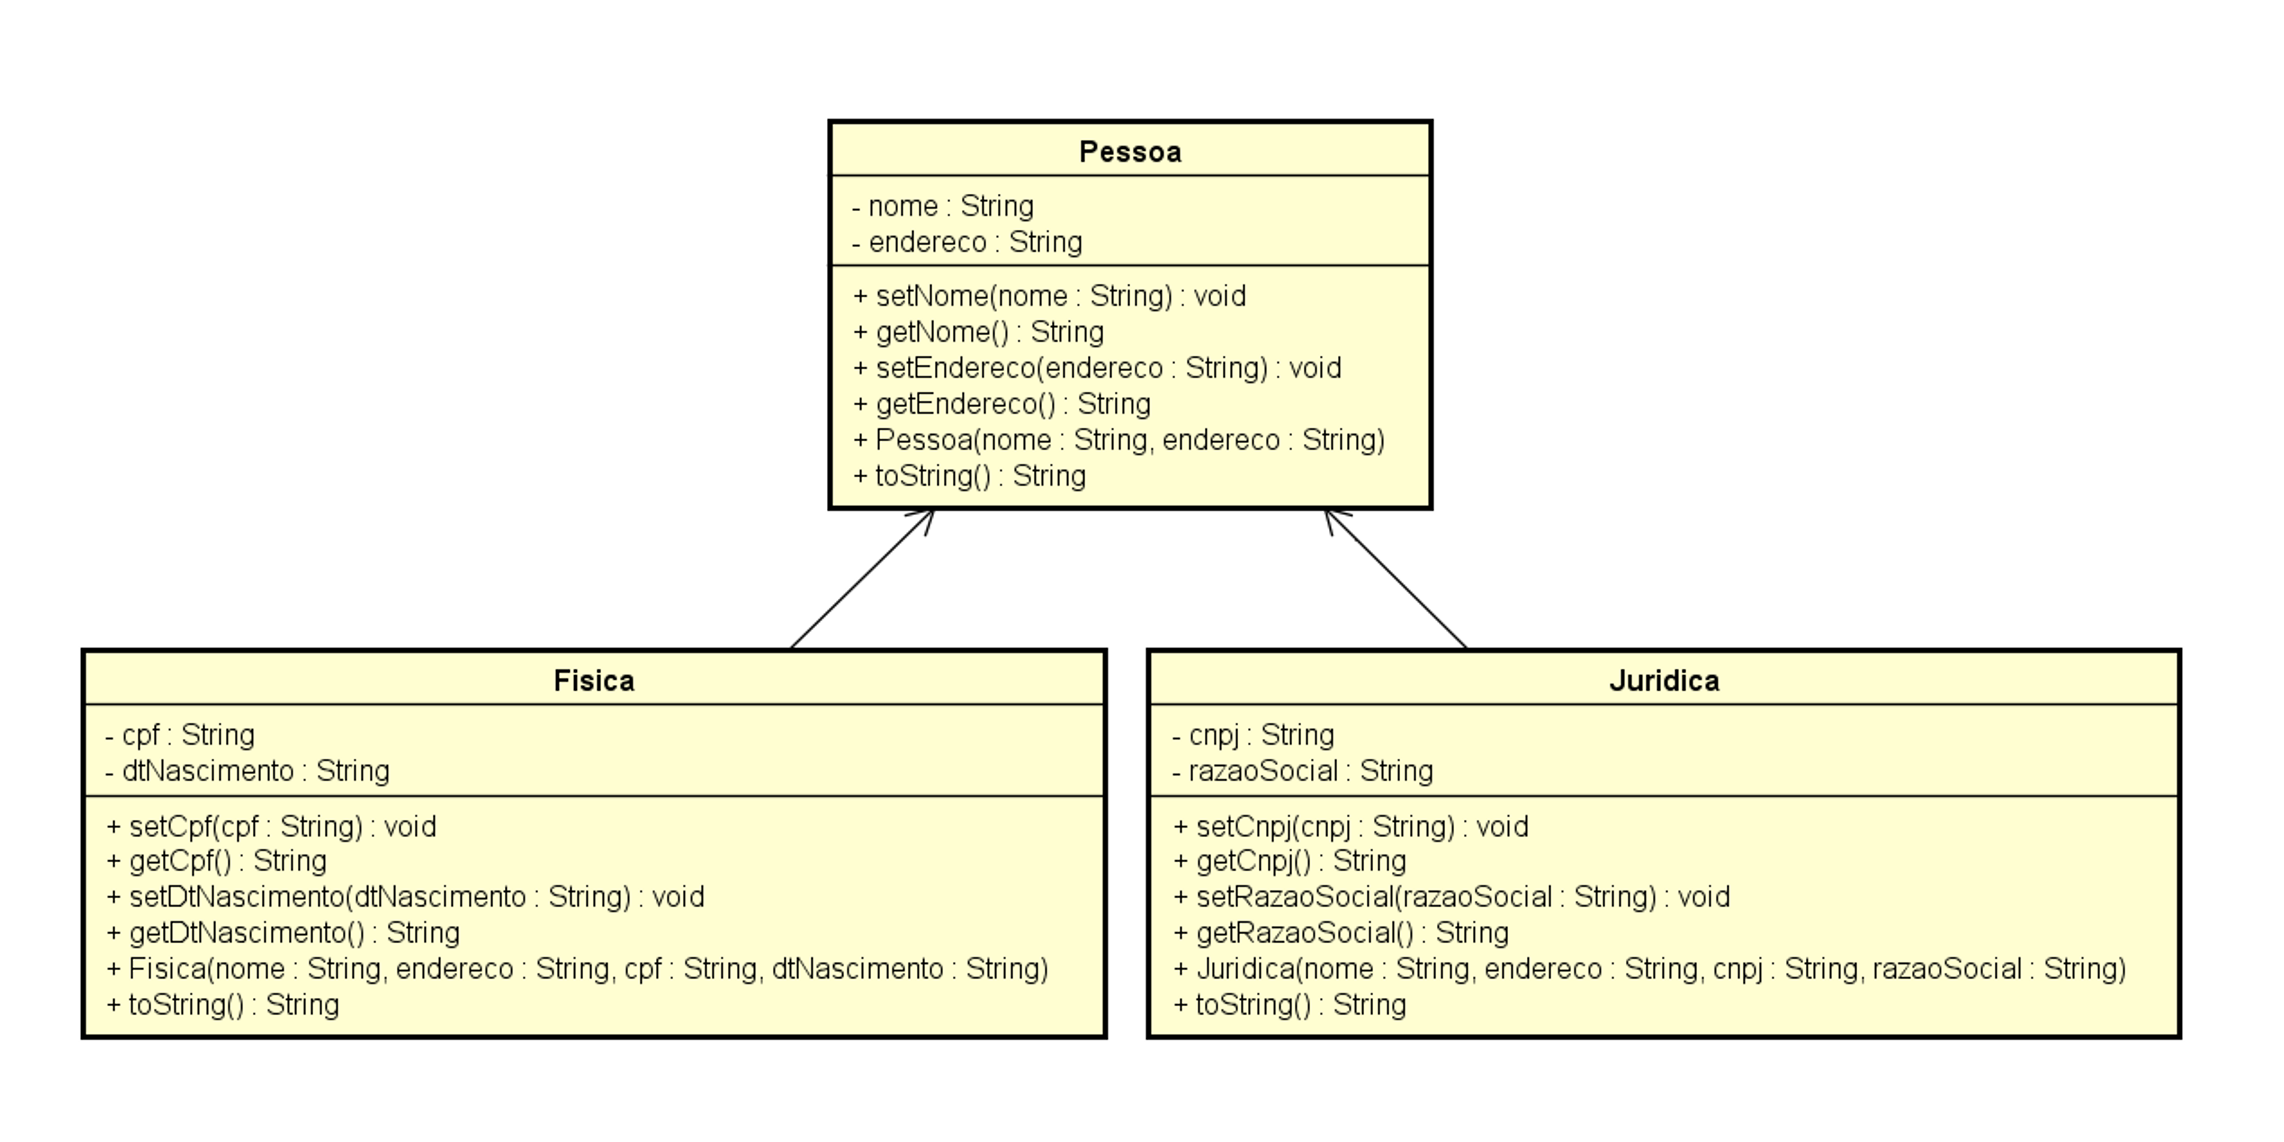 Pessoa
- nome : String
- endereco : String
+ setNome(nome : String) : void
+ getNome() : String
+ setEndereco(endereco : String) : void
+ getEndereco() : String
+ Pessoa(nome : String, endereco : String)
+ toString() : String
Fisica
- cpf : String
- dtNascimento : String
+ setCpf(cpf : String) : void
+ getCpf() : String
+ setDtNascimento(dtNascimento : String) : void
+ getDtNascimento() : String
+ Fisica(nome : String, endereco : String, cpf : String, dtNascimento : String)
+ toString() : String
Juridica
- cnpj : String
- razaoSocial : String
+ setCnpj(cnpj : String) : void
+ getCnpj() : String
+ setRazaoSocial(razaoSocial : String) : void
+ getRazaoSocial() : String
+ Juridica(nome : String, endereco : String, cnpj : String, razaoSocial : String)
+ toString() : String